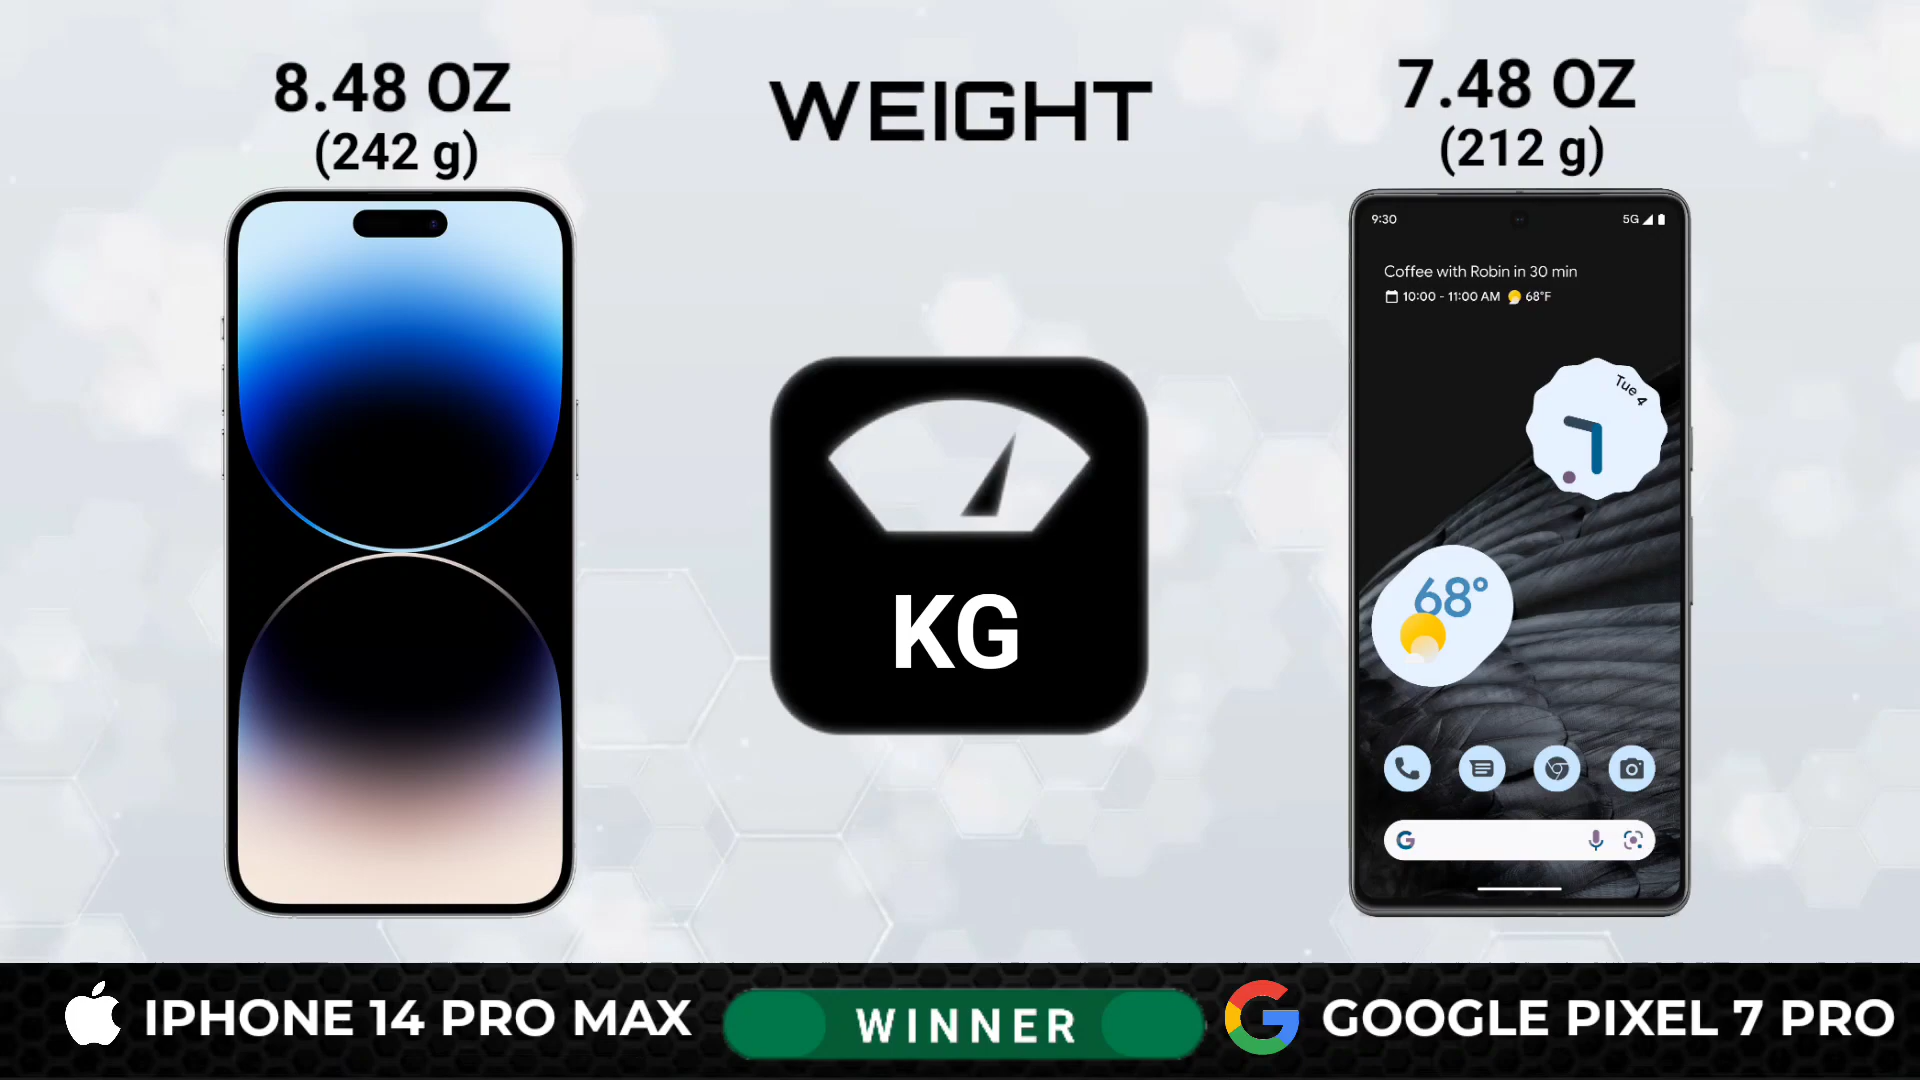 8.48 OZ
(242 g)
WEIGHT
7.48 OZ
(212 g)
9:30
5G
Coffee with Robin in 30 min
10:00 - 11:00 AM 68°F
Tue 4
68°
KG
IPHONE 14 PRO MAX
WINNER
G GOOGLE PIXEL 7 PRO